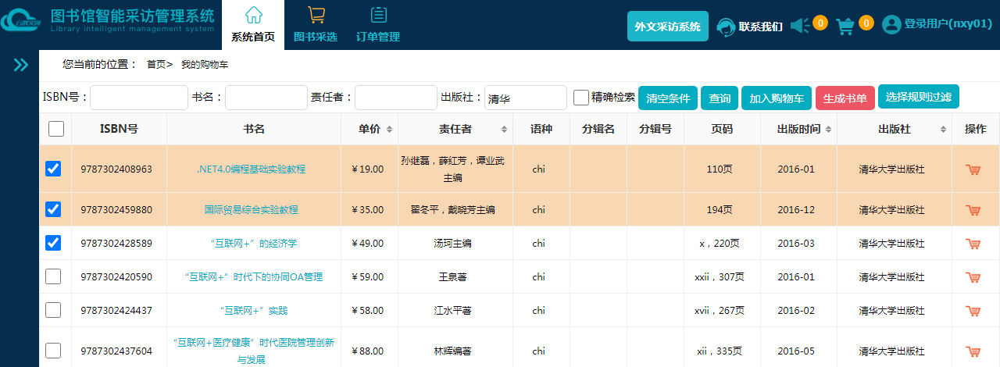 图书馆智能采访管理系统
Library intelligent management system
系统首页
图书采选
订单管理
外文采访系统
联系我们
0
0
登录用户(nxy01)
您当前的位置： 首页> 我的购物车
ISBN号： 书名： 责任者： 出版社： 清华 精确检索 清空条件 查询 加入购物车 生成书单 选择规则过滤
ISBN号 书名 单价 责任者 语种 分辑名 分辑号 页码 出版时间 出版社 操作
9787302408963 .NET4.0编程基础实验教程 ￥19.00 孙继磊，薛红芳，谭业武 chi 110页 2016-01 清华大学出版社
主编
9787302459880 国际贸易综合实验教程 ￥35.00 翟冬平，戴晓芳主编 chi 194页 2016-12 清华大学出版社
9787302428589 “互联网+”的经济学 ￥49.00 汤珂主编 chi x，220页 2016-03 清华大学出版社
9787302420590 “互联网+”时代下的协同OA管理 ￥59.00 王泉著 chi xxii，307页 2016-01 清华大学出版社
9787302424437 “互联网+”实践 ￥58.00 江水平著 chi xvii，267页 2016-02 清华大学出版社
9787302437604 “互联网+医疗健康”时代医院管理创新 ￥88.00 林辉编著 chi xii，335页 2016-05 清华大学出版社
与发展